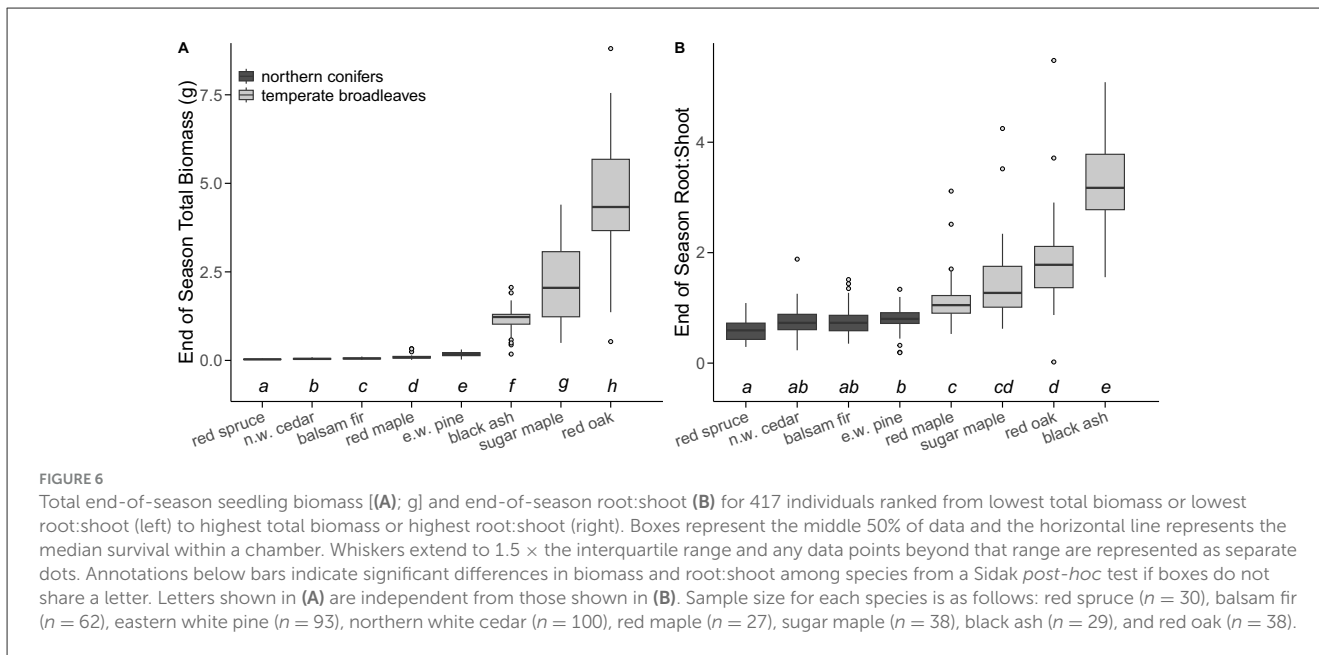 A
End of Season Total Biomass (g)
7.5
5.0
2.5
0.0
northern conifers
temperate broadleaves
a b c d e f g h
red spruce
n.w. cedar
balsam fir
red maple
e.w. pine
black ash
sugar maple
red oak
B
End of Season Root:Shoot
4
2
0
a ab ab b c cd d e
red spruce
n.w. cedar
balsam fir
e.w. pine
red maple
sugar maple
red oak
black ash
FIGURE 6
Total end-of-season seedling biomass [(A); g] and end-of-season root:shoot (B) for 417 individuals ranked from lowest total biomass or lowest
root:shoot (left) to highest total biomass or highest root:shoot (right). Boxes represent the middle 50% of data and the horizontal line represents the
median survival within a chamber. Whiskers extend to 1.5 × the interquartile range and any data points beyond that range are represented as separate
dots. Annotations below bars indicate significant differences in biomass and root:shoot among species from a Sidak post-hoc test if boxes do not
share a letter. Letters shown in (A) are independent from those shown in (B). Sample size for each species is as follows: red spruce (n = 30), balsam fir
(n = 62), eastern white pine (n = 93), northern white cedar (n = 100), red maple (n = 27), sugar maple (n = 38), black ash (n = 29), and red oak (n = 38).